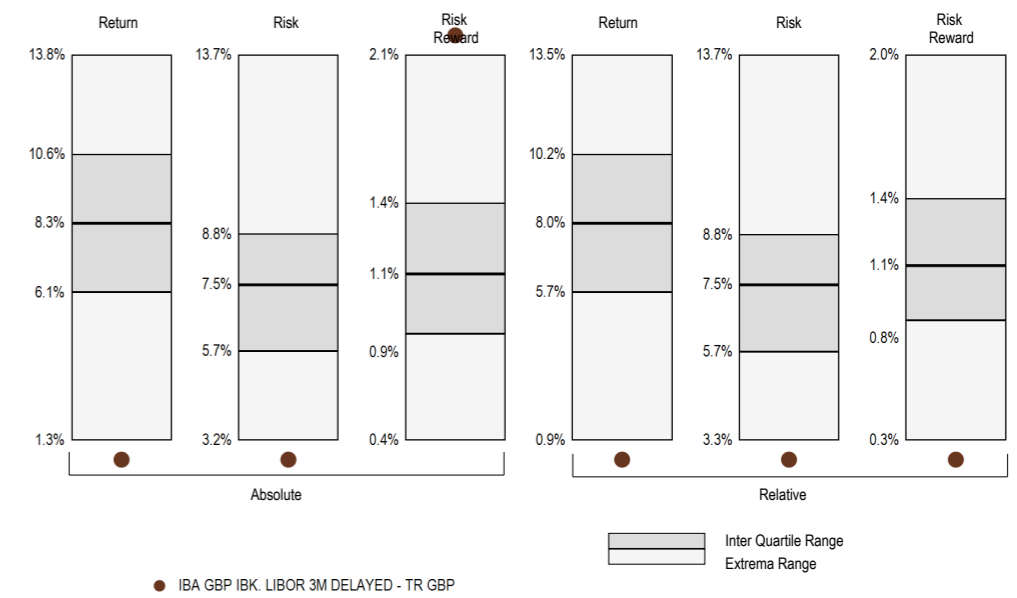 Return
Risk
Risk
Reward
Return
Risk
Risk
Reward
13.8%
10.6%
8.3%
6.1%
1.3%
13.7%
8.8%
7.5%
5.7%
3.2%
2.1%
1.4%
1.1%
0.9%
0.4%
13.5%
10.2%
8.0%
5.7%
0.9%
13.7%
8.8%
7.5%
5.7%
3.3%
2.0%
1.4%
1.1%
0.8%
0.3%
Absolute
Relative
Inter Quartile Range
Extrema Range
IBA GBP IBK. LIBOR 3M DELAYED - TR GBP